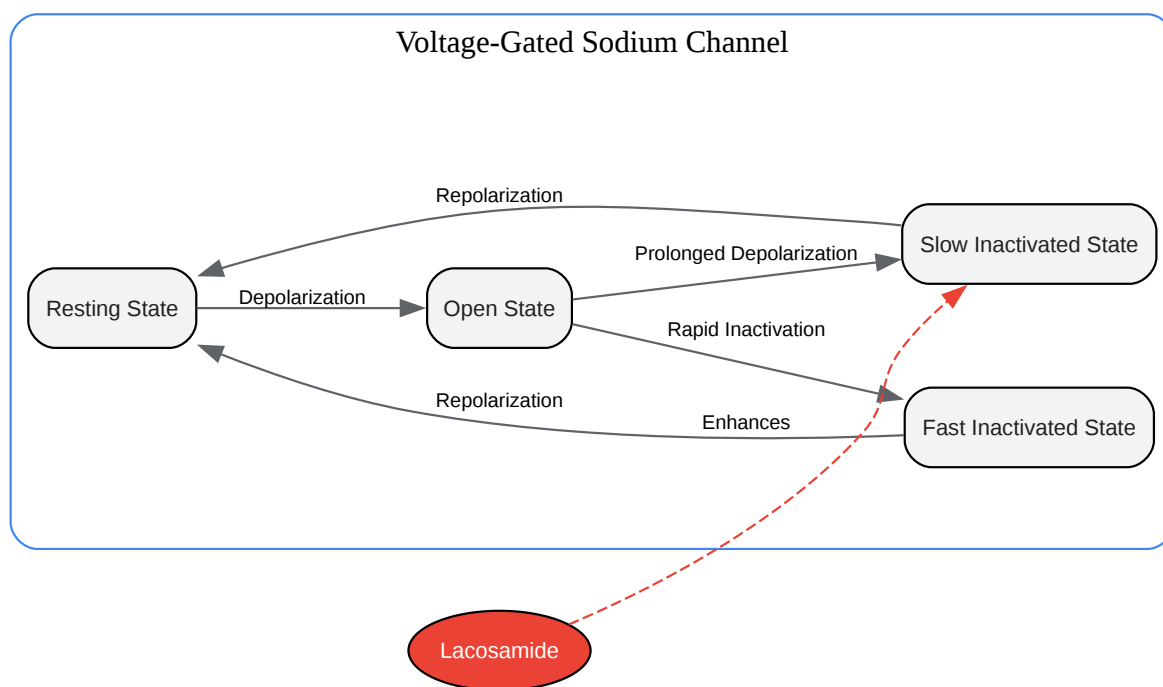 Voltage-Gated Sodium Channel
Repolarization
Slow Inactivated State
Prolonged Depolarization
Depolarization
Resting State
Open State
Rapid Inactivation
Repolarization
Enhances
Fast Inactivated State
Lacosamide